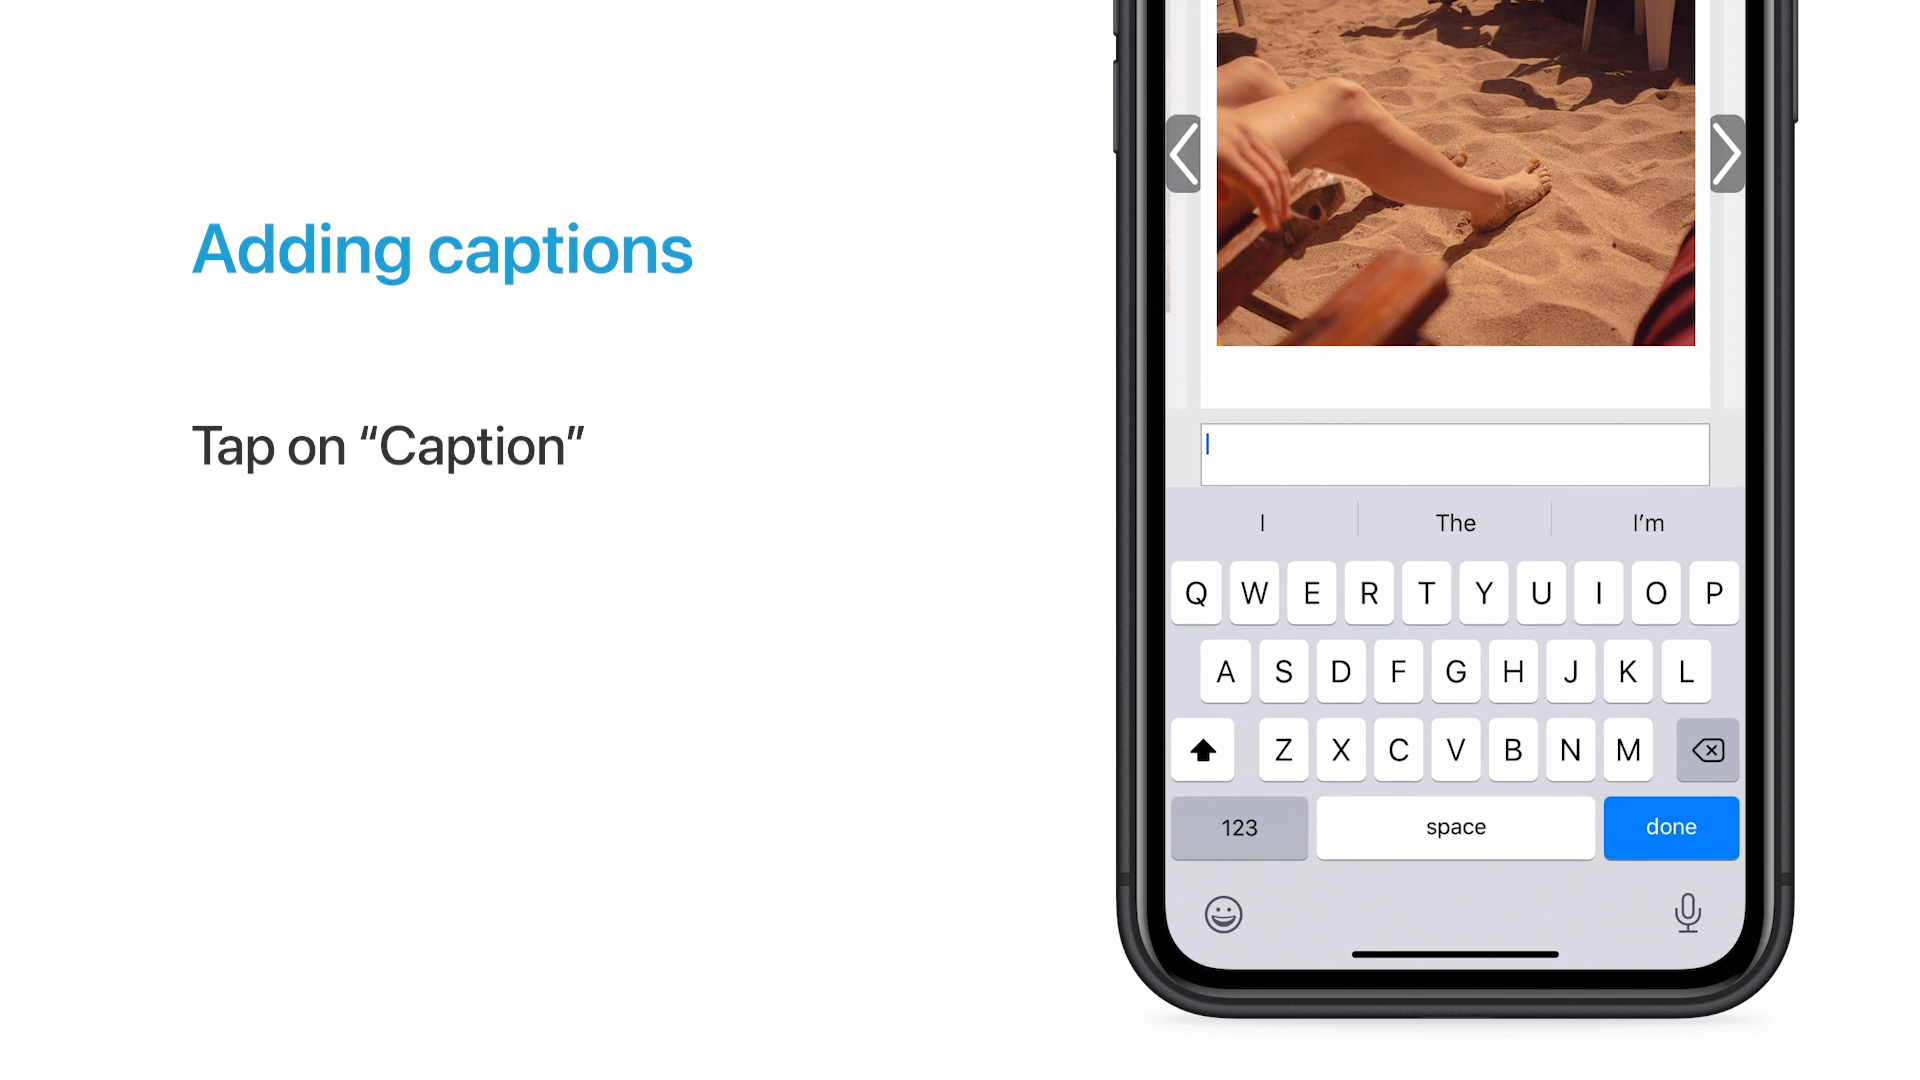 Adding captions
Tap on “Caption”
I The I’m
Q W E R T Y U I O P
A S D F G H J K L
Z X C V B N M
123 space done